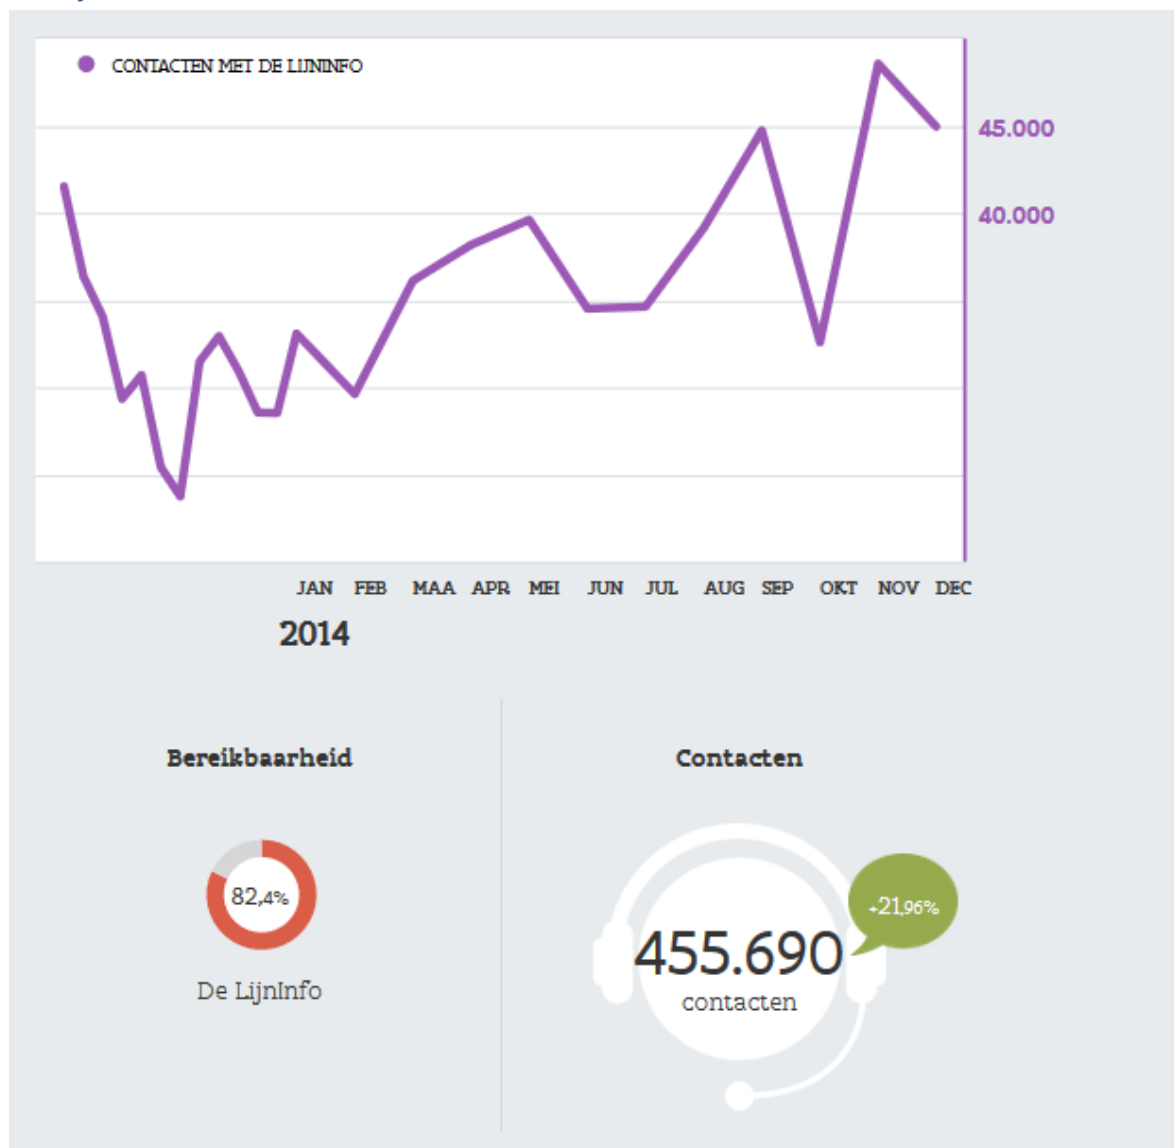 CONTACTEN MET DE LIJNINFO
45.000
40.000
JAN FEB MAA APR MEI JUN JUL AUG SEP OKT NOV DEC
2014
Bereikbaarheid
82,4%
De LijnInfo
Contacten
+21,96%
455.690
contacten